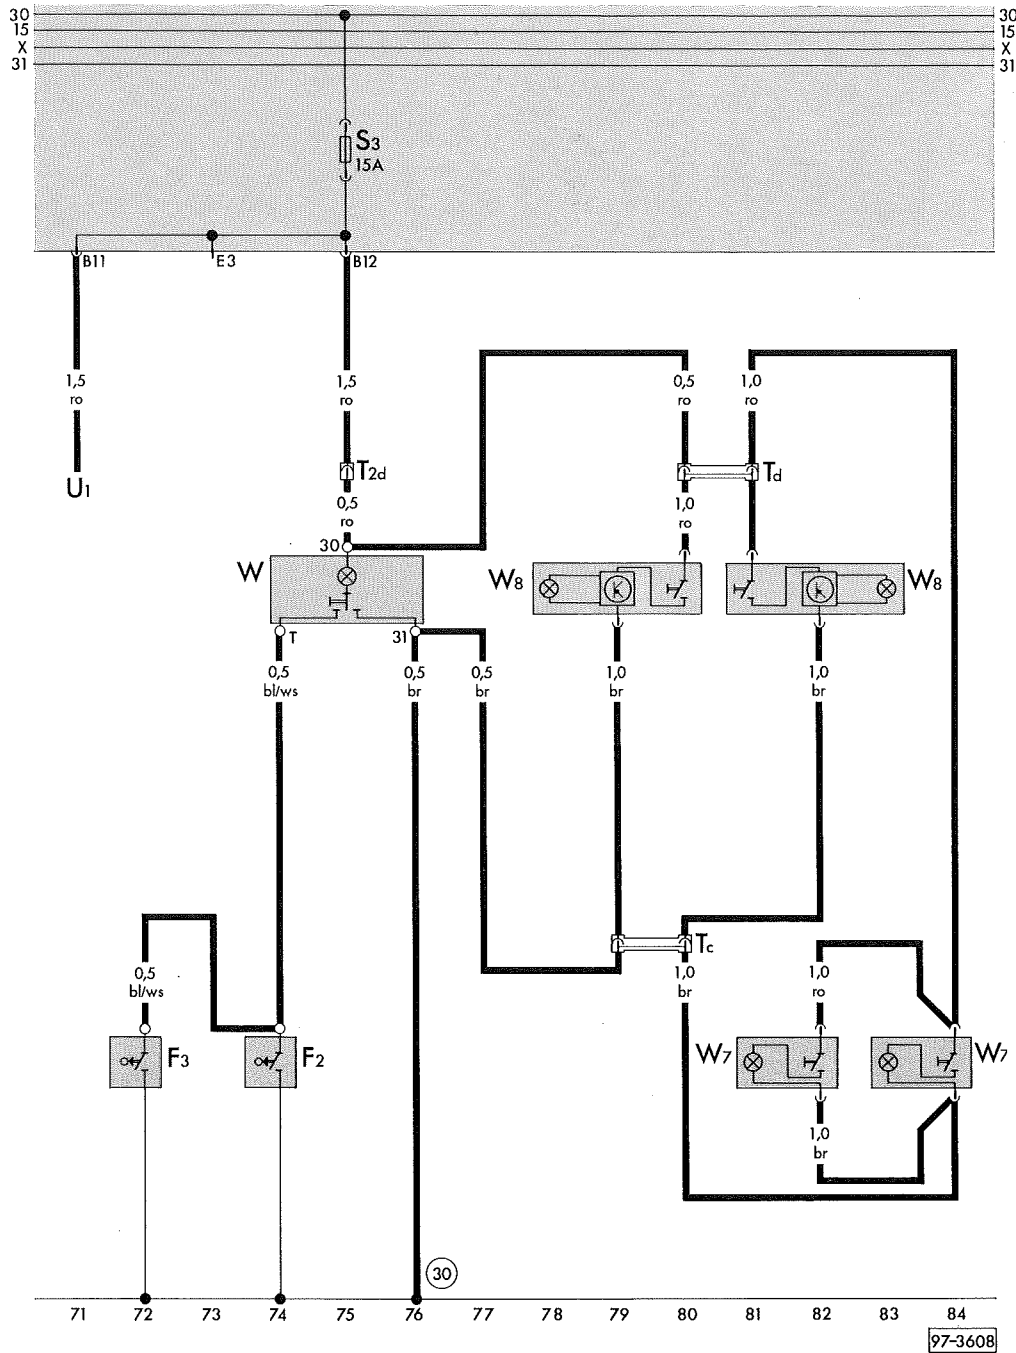 30 30
15 15
X X
31 31
S3
15A
B11 E3 B12
1,5 1,5 0,5 1,0
ro ro ro ro
U1 T2d Td
0,5 1,0
ro ro
30
W W8 W8
T 31
0,5 0,5 0,5 1,0 1,0
bl/ws br br br br
Tc
0,5 1,0 1,0
bl/ws br ro
F3 F2 W7 W7
1,0
br
30
71 72 73 74 75 76 77 78 79 80 81 82 83 84
97-3608